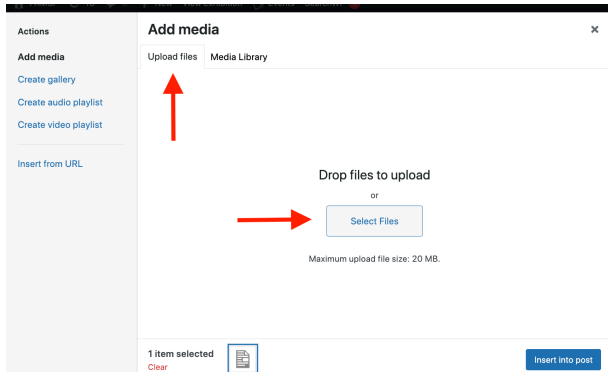 Actions
Add media
Create gallery
Create audio playlist
Create video playlist
Insert from URL
Add media
Upload files Media Library
Drop files to upload
or
Select Files
Maximum upload file size: 20 MB.
1 item selected
Clear
Insert into post